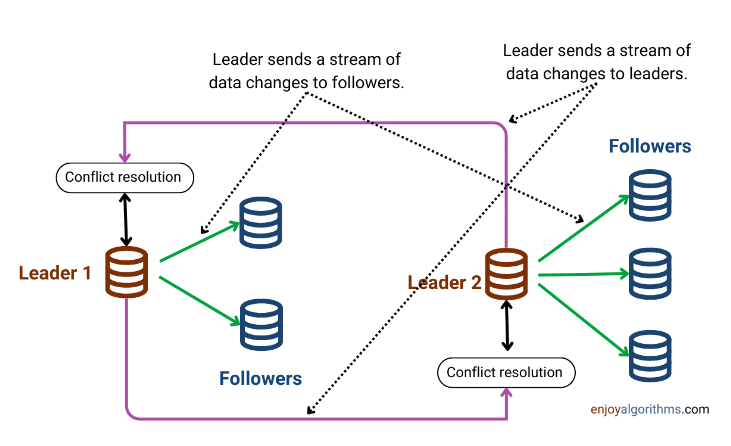 Leader sends a stream of
data changes to followers.
Leader sends a stream of
data changes to leaders.
Followers
Conflict resolution
Leader 1
Leader 2
Followers
Conflict resolution
enjoyalgorithms.com